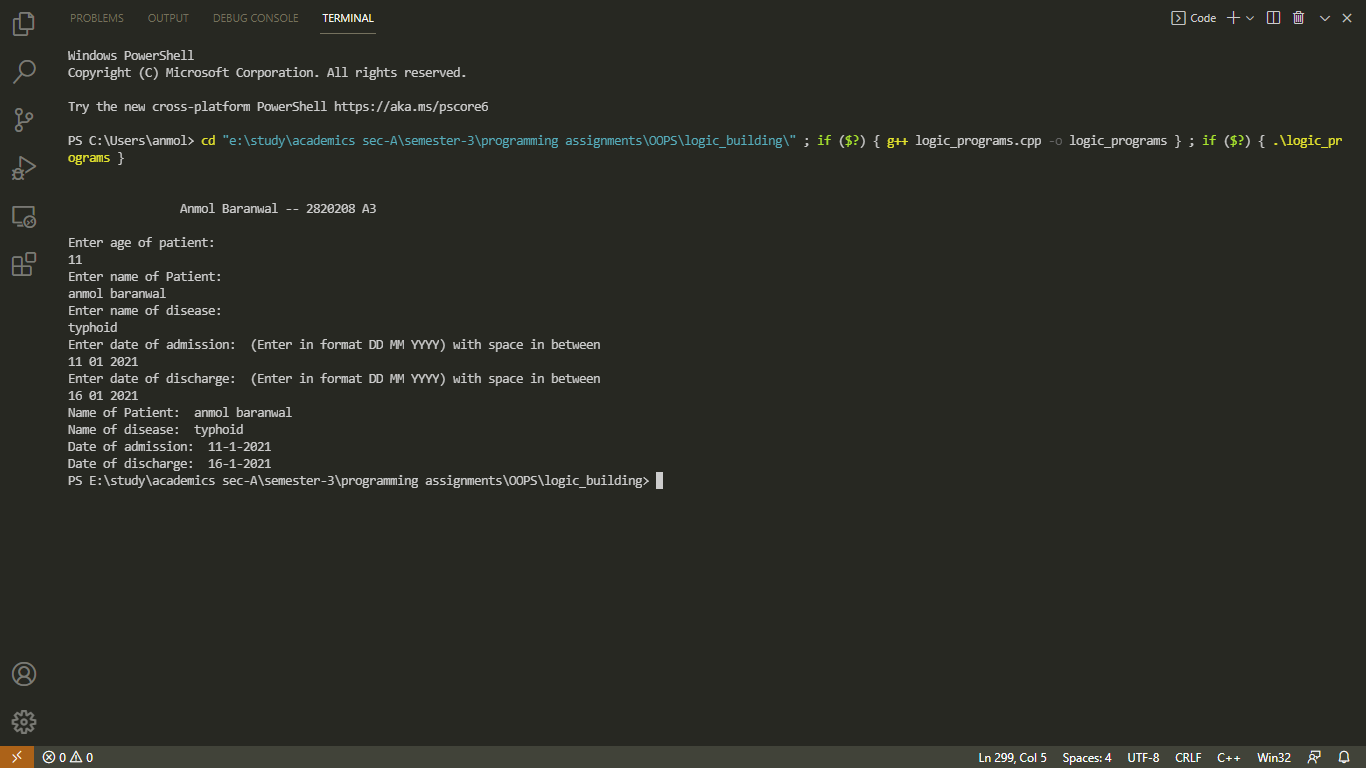 PROBLEMS OUTPUT DEBUG CONSOLE TERMINAL Code
Windows PowerShell
Copyright (C) Microsoft Corporation. All rights reserved.
Try the new cross-platform PowerShell https://aka.ms/pscore6
PS C:\Users\anmol> cd "e:\study\academics sec-A\semester-3\programming assignments\OOPS\logic_building\" ; if ($?) { g++ logic_programs.cpp -o logic_programs } ; if ($?) { .\logic_pr
ograms }
Anmol Baranwal -- 2820208 A3
Enter age of patient:
11
Enter name of Patient:
anmol baranwal
Enter name of disease:
typhoid
Enter date of admission:  (Enter in format DD MM YYYY) with space in between
11 01 2021
Enter date of discharge:  (Enter in format DD MM YYYY) with space in between
16 01 2021
Name of Patient:  anmol baranwal
Name of disease:  typhoid
Date of admission:  11-1-2021
Date of discharge:  16-1-2021
PS E:\study\academics sec-A\semester-3\programming assignments\OOPS\logic_building>
0 0 Ln 299, Col 5 Spaces: 4 UTF-8 CRLF C++ Win32